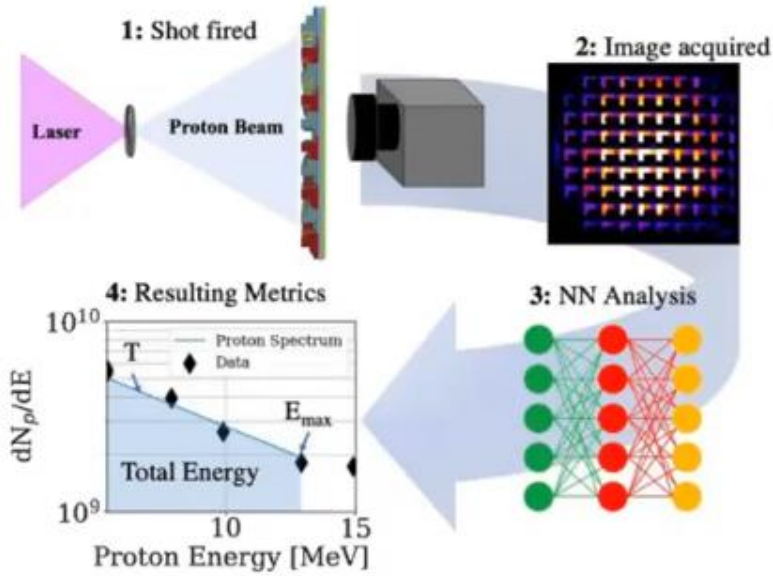 1: Shot fired
2: Image acquired
Laser
Proton Beam
3: NN Analysis
4: Resulting Metrics
10^10
Proton Spectrum
Data
T
E_max
dN_ρ/dE
Total Energy
10^9
10
15
Proton Energy [MeV]